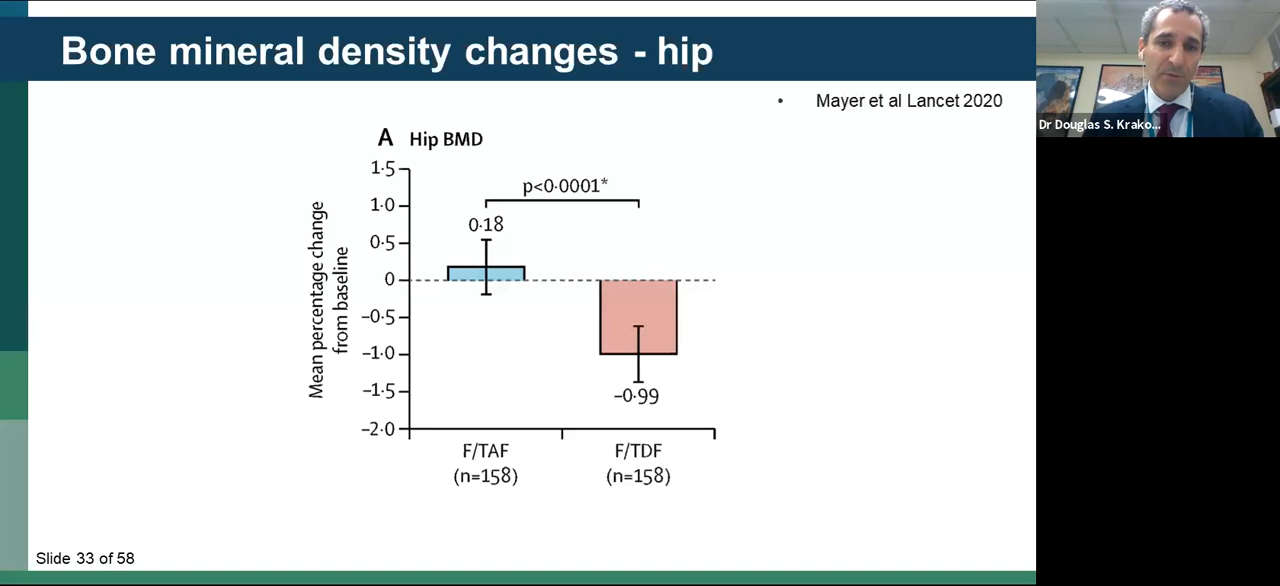 Bone mineral density changes - hip
• Mayer et al Lancet 2020
Dr Douglas S. Krako...
A Hip BMD
Mean percentage change
from baseline
1·5
1·0
0·5
0
−0·5
−1·0
−1·5
−2·0
p<0·0001*
0·18
−0·99
F/TAF
(n=158)
F/TDF
(n=158)
Slide 33 of 58